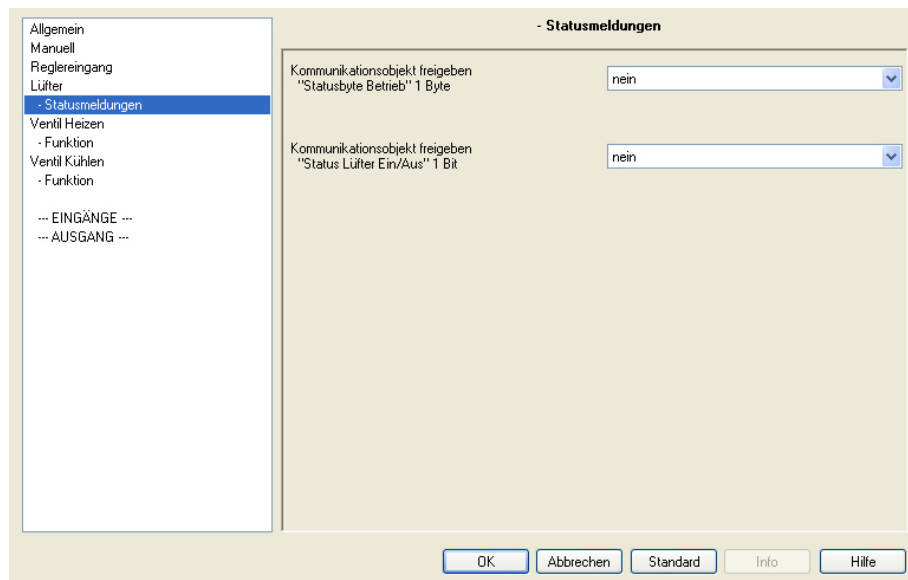 Allgemein
Manuell
Reglereingang
Lüfter
- Statusmeldungen
Ventil Heizen
- Funktion
Ventil Kühlen
- Funktion
--- EINGÄNGE ---
--- AUSGANG ---
- Statusmeldungen
Kommunikationsobjekt freigeben
"Statusbyte Betrieb" 1 Byte
nein
Kommunikationsobjekt freigeben
"Status Lüfter Ein/Aus" 1 Bit
nein
OK
Abbrechen
Standard
Info
Hilfe